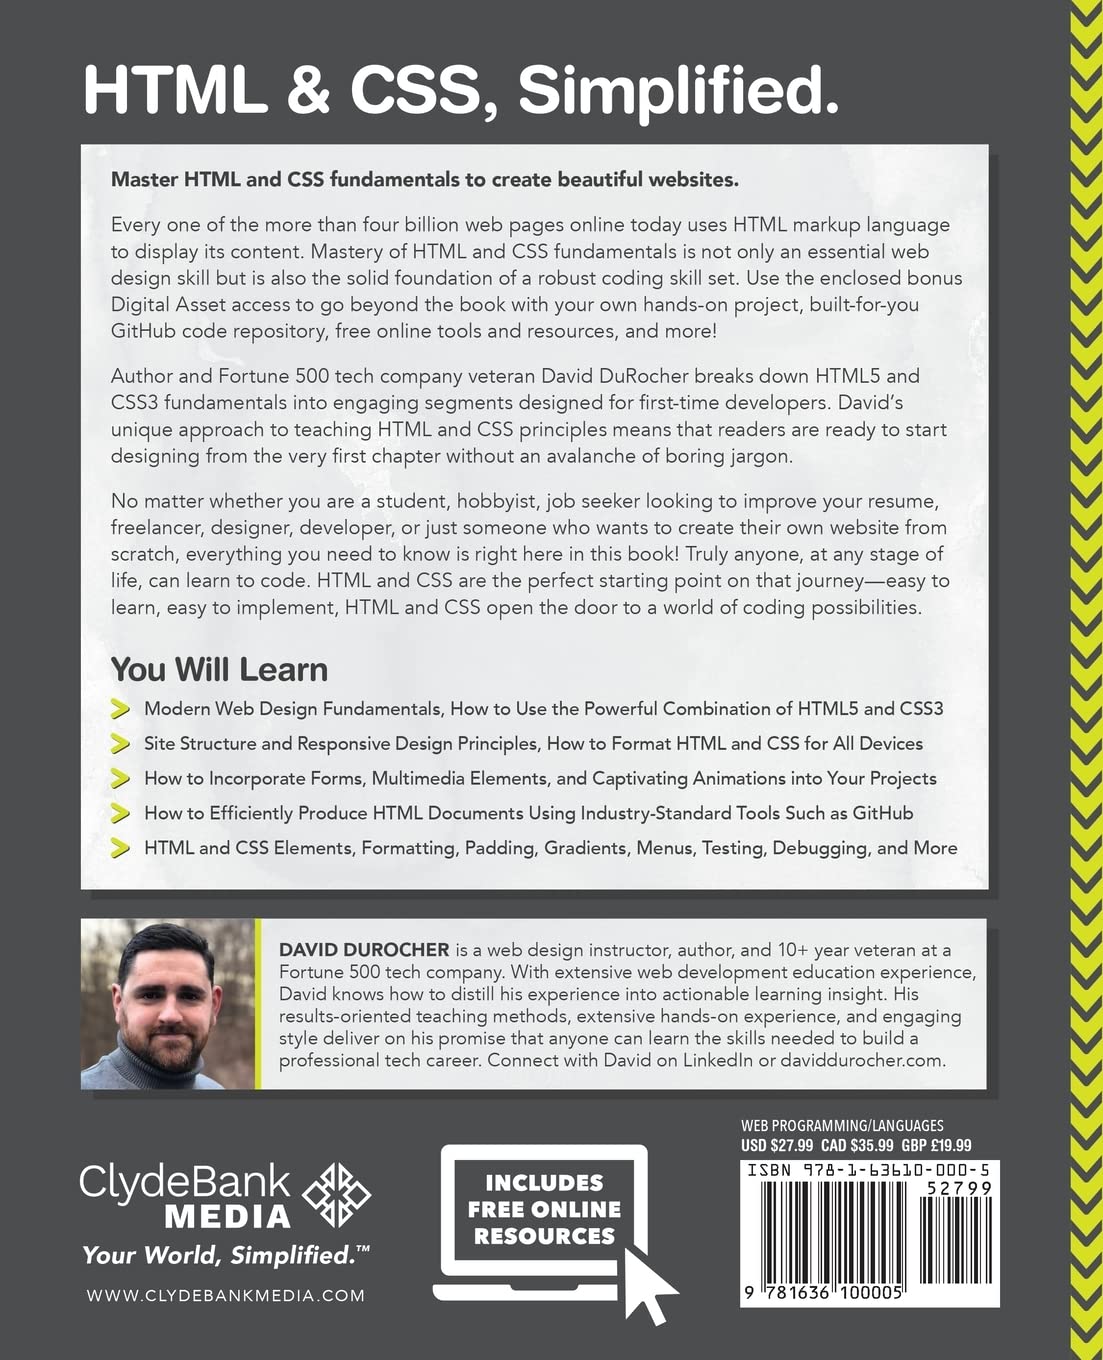 HTML & CSS, Simplified.
Master HTML and CSS fundamentals to create beautiful websites.
Every one of the more than four billion web pages online today uses HTML markup language
to display its content. Mastery of HTML and CSS fundamentals is not only an essential web
design skill but is also the solid foundation of a robust coding skill set. Use the enclosed bonus
Digital Asset access to go beyond the book with your own hands-on project, built-for-you
GitHub code repository, free online tools and resources, and more!
Author and Fortune 500 tech company veteran David DuRocher breaks down HTML5 and
CSS3 fundamentals into engaging segments designed for first-time developers. David’s
unique approach to teaching HTML and CSS principles means that readers are ready to start
designing from the very first chapter without an avalanche of boring jargon.
No matter whether you are a student, hobbyist, job seeker looking to improve your resume,
freelancer, designer, developer, or just someone who wants to create their own website from
scratch, everything you need to know is right here in this book! Truly anyone, at any stage of
life, can learn to code. HTML and CSS are the perfect starting point on that journey—easy to
learn, easy to implement, HTML and CSS open the door to a world of coding possibilities.
You Will Learn
Modern Web Design Fundamentals, How to Use the Powerful Combination of HTML5 and CSS3
Site Structure and Responsive Design Principles, How to Format HTML and CSS for All Devices
How to Incorporate Forms, Multimedia Elements, and Captivating Animations into Your Projects
How to Efficiently Produce HTML Documents Using Industry-Standard Tools Such as GitHub
HTML and CSS Elements, Formatting, Padding, Gradients, Menus, Testing, Debugging, and More
DAVID DUROCHER is a web design instructor, author, and 10+ year veteran at a
Fortune 500 tech company. With extensive web development education experience,
David knows how to distill his experience into actionable learning insight. His
results-oriented teaching methods, extensive hands-on experience, and engaging
style deliver on his promise that anyone can learn the skills needed to build a
professional tech career. Connect with David on LinkedIn or daviddurocher.com.
ClydeBank
MEDIA
Your World, Simplified.™
WWW.CLYDEBANKMEDIA.COM
INCLUDES
FREE ONLINE
RESOURCES
WEB PROGRAMMING/LANGUAGES
USD $27.99 CAD $35.99 GBP £19.99
ISBN 978-1-63610-000-5
52799
9 781636 100005